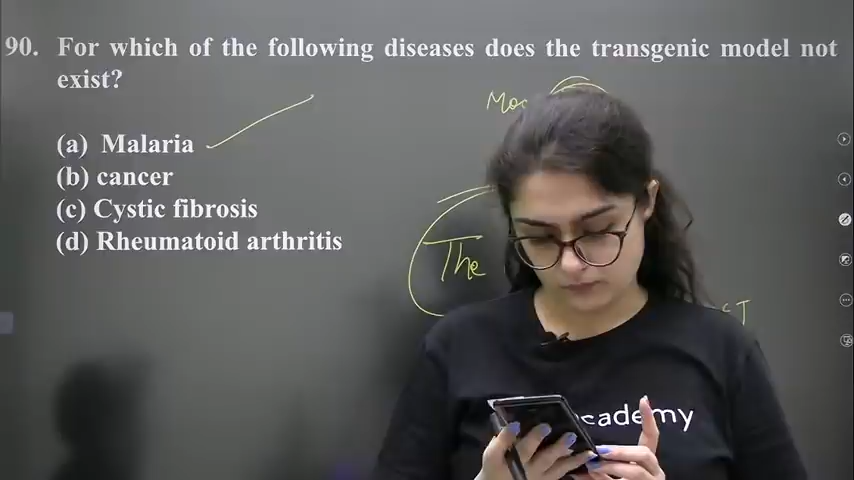 90. For which of the following diseases does the transgenic model not
exist?
(a) Malaria
(b) cancer
(c) Cystic fibrosis
(d) Rheumatoid arthritis
The
cademy